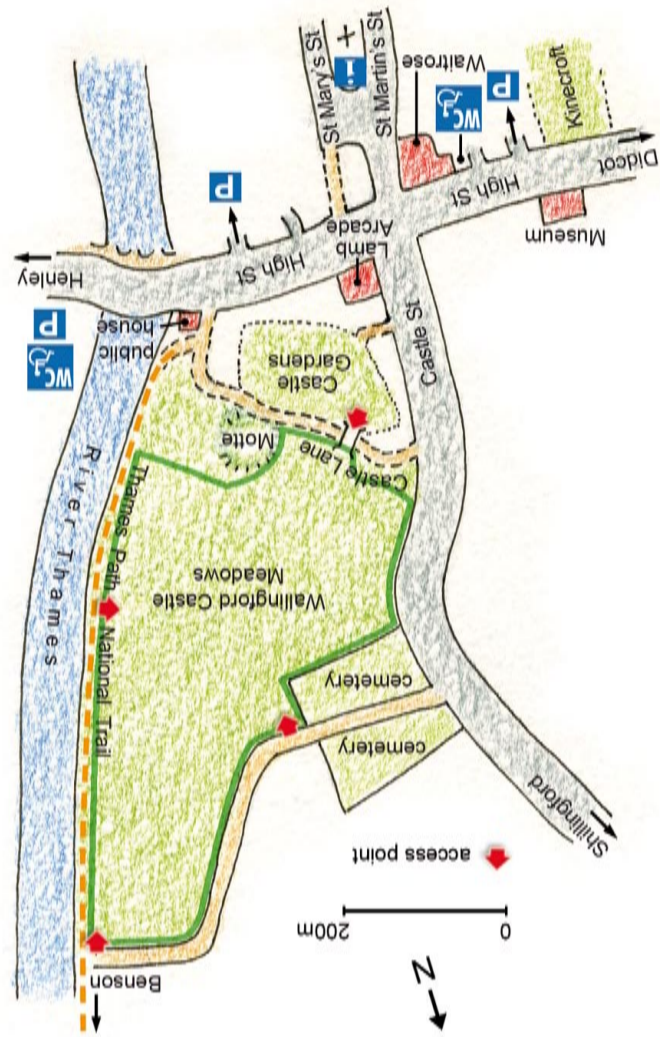 N
0 200m
access point
Benson
Shillingford
cemetery
cemetery
River Thames
Thames Path National Trail
Wallingford Castle
Meadows
Castle Lane
Motte
Castle
Gardens
Castle St
public
house
WC
P
Henley
High St
P
Lamb
Arcade
Museum
Didcot
High St
Kinecroft
P
WC
Waitrose
St Martin's St
St Mary's St
i